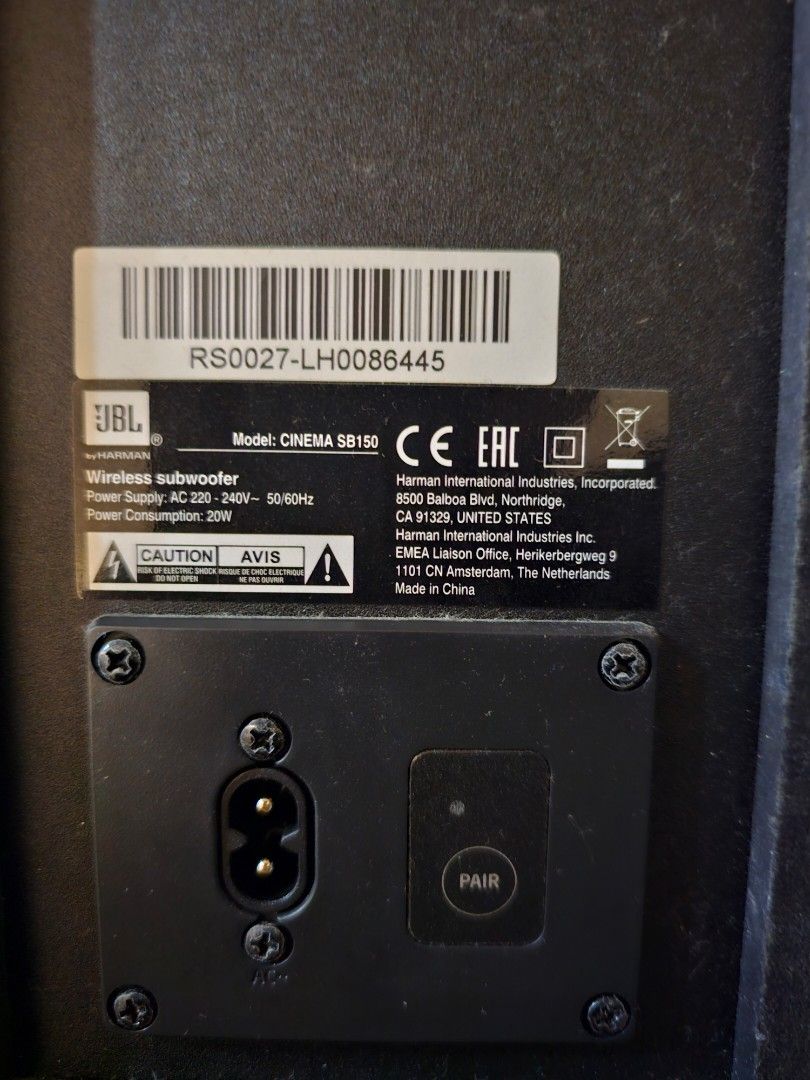 RS0027-LH0086445
JBL®
by HARMAN
Model: CINEMA SB150
Wireless subwoofer
Power Supply: AC 220 - 240V~ 50/60Hz
Power Consumption: 20W
CAUTION
RISK OF ELECTRIC SHOCK
DO NOT OPEN
AVIS
RISQUE DE CHOC ELECTRIQUE
NE PAS OUVRIR
CE EAC
Harman International Industries, Incorporated.
8500 Balboa Blvd, Northridge,
CA 91329, UNITED STATES
Harman International Industries Inc.
EMEA Liaison Office, Herikerbergweg 9
1101 CN Amsterdam, The Netherlands
Made in China
PAIR
AC~